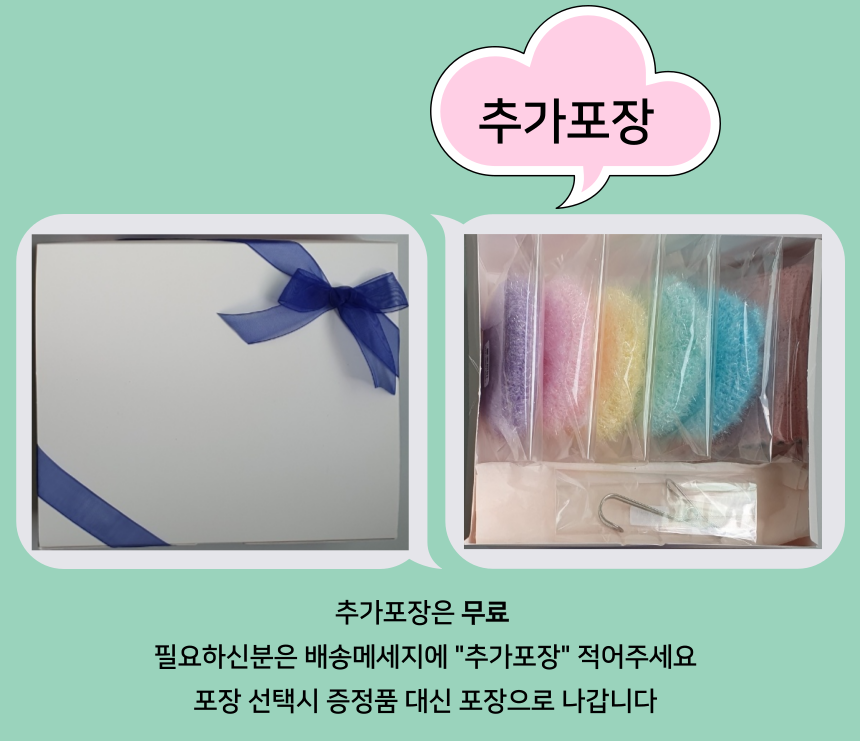 추가포장
추가포장은 무료
필요하신분은 배송메세지에 "추가포장" 적어주세요
포장 선택시 증정품 대신 포장으로 나갑니다